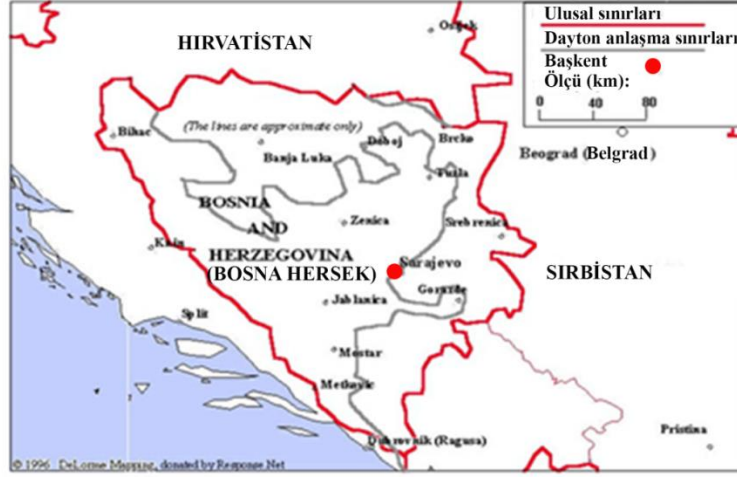 Ulusal sınırları
Dayton anlaşma sınırları
Başkent
Ölçü (km):
0 40 80
HIRVATİSTAN
Osijek
Bihac
(The lines are approximate only)
Doboj
Brcko
Banja Luka
Beograd (Belgrad)
Tuzla
BOSNIA
AND
HERZEGOVINA
(BOSNA HERSEK)
Zenica
Srebrenica
Knin
Sarajevo
SIRBİSTAN
Gorazde
Jablanica
Split
Mostar
Metkovic
Dubrovnik (Ragusa)
Pristina
© 1996 DeLorme Mapping, donated by Response.Net